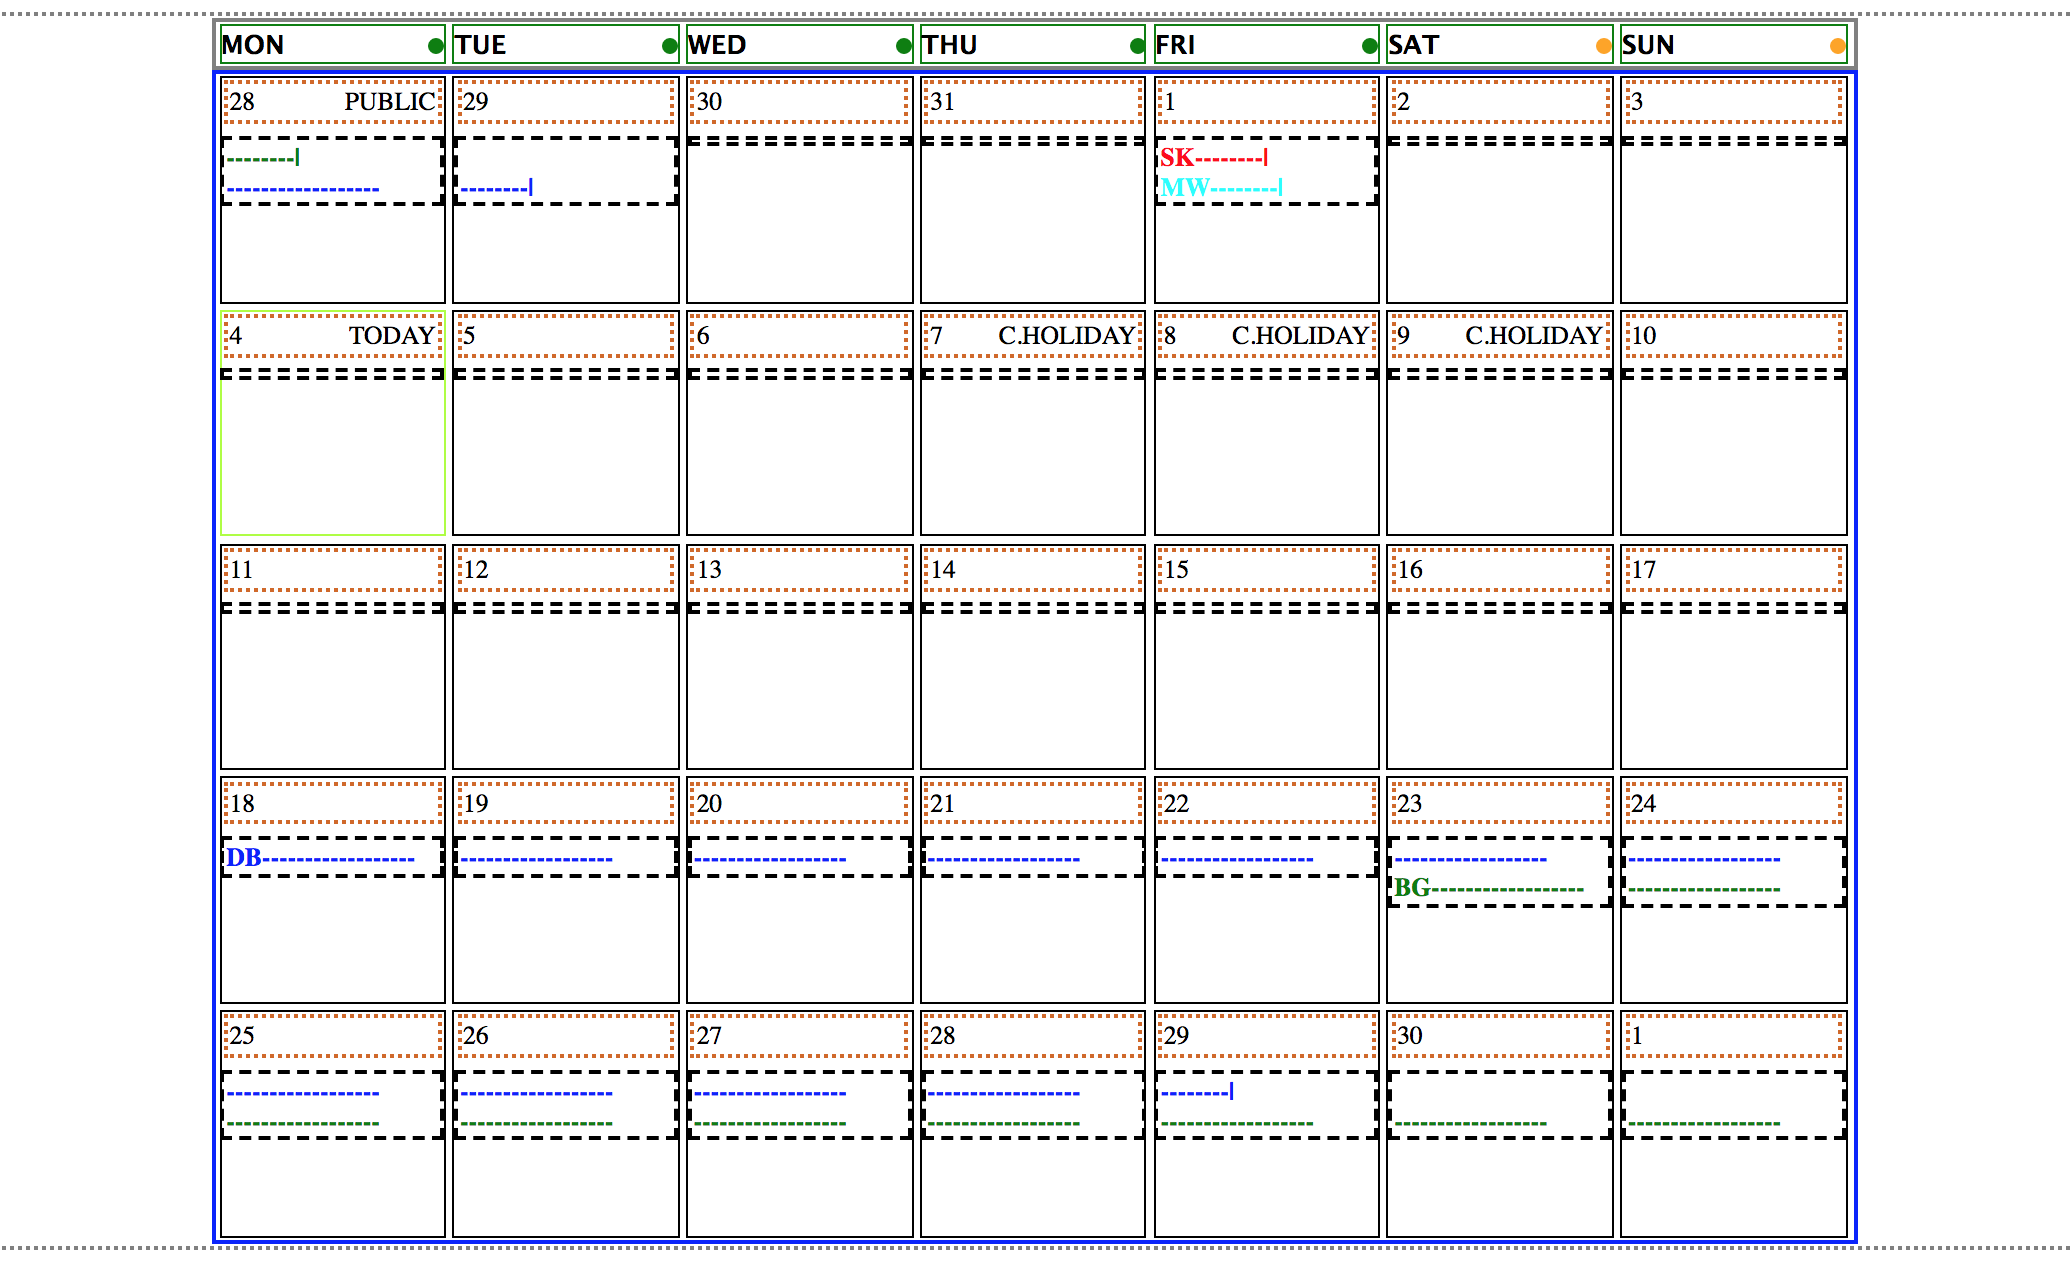 MON TUE WED THU FRI SAT SUN
28 PUBLIC 29 30 31 1 2 3
--------| SK--------|
----------------- --------| MW--------|
4 TODAY 5 6 7 C.HOLIDAY 8 C.HOLIDAY 9 C.HOLIDAY 10
11 12 13 14 15 16 17
18 19 20 21 22 23 24
DB------------------ ------------------ ------------------ ------------------ ------------------ ------------------ ------------------
BG------------------ ------------------
25 26 27 28 29 30 1
------------------ ------------------ ------------------ ------------------ --------|
------------------ ------------------ ------------------ ------------------ ------------------ ------------------ ------------------